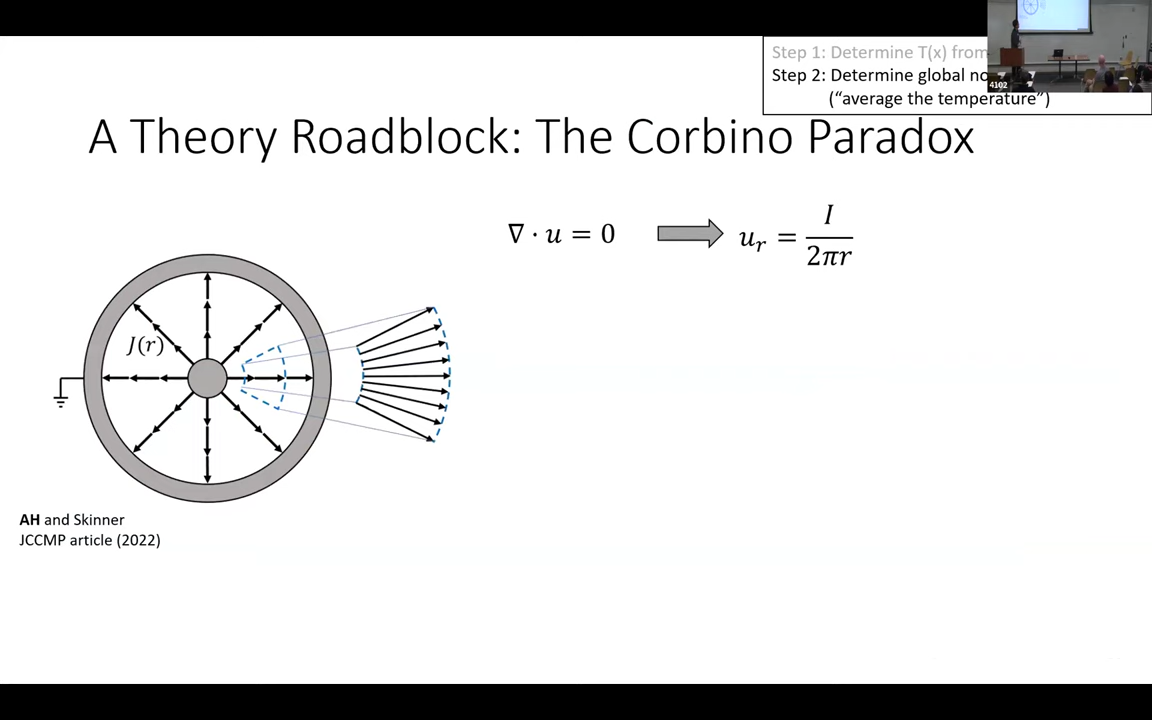 Step 1: Determine T(x) from
Step 2: Determine global
("average the temperature")
4102
A Theory Roadblock: The Corbino Paradox
∇ · u = 0
u_r = I / 2πr
J(r)
AH and Skinner
JCCMP article (2022)